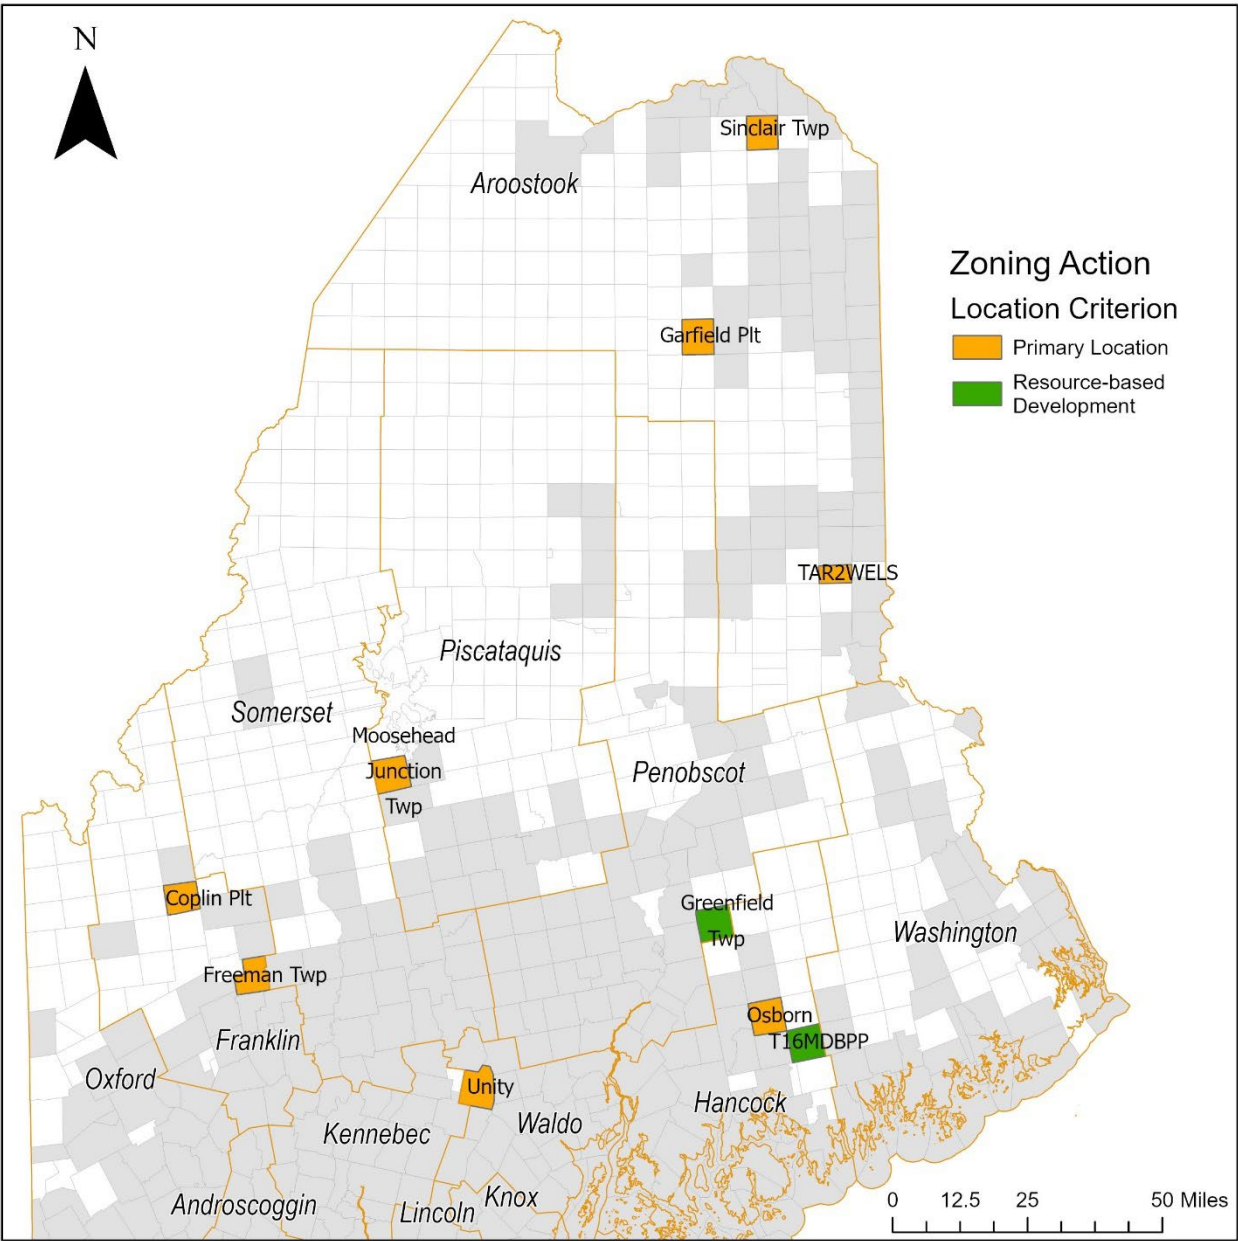 N
Sinclair Twp
Aroostook
Zoning Action
Location Criterion
Primary Location
Resource-based
Development
Garfield Plt
TAR2WELS
Piscataquis
Somerset
Moosehead
Junction
Twp
Penobscot
Coplin Plt
Greenfield
Twp
Washington
Freeman Twp
Osborn
T16MDBPP
Franklin
Oxford
Unity
Hancock
Waldo
Kennebec
Knox
Androscoggin
Lincoln
0 12.5 25 50 Miles